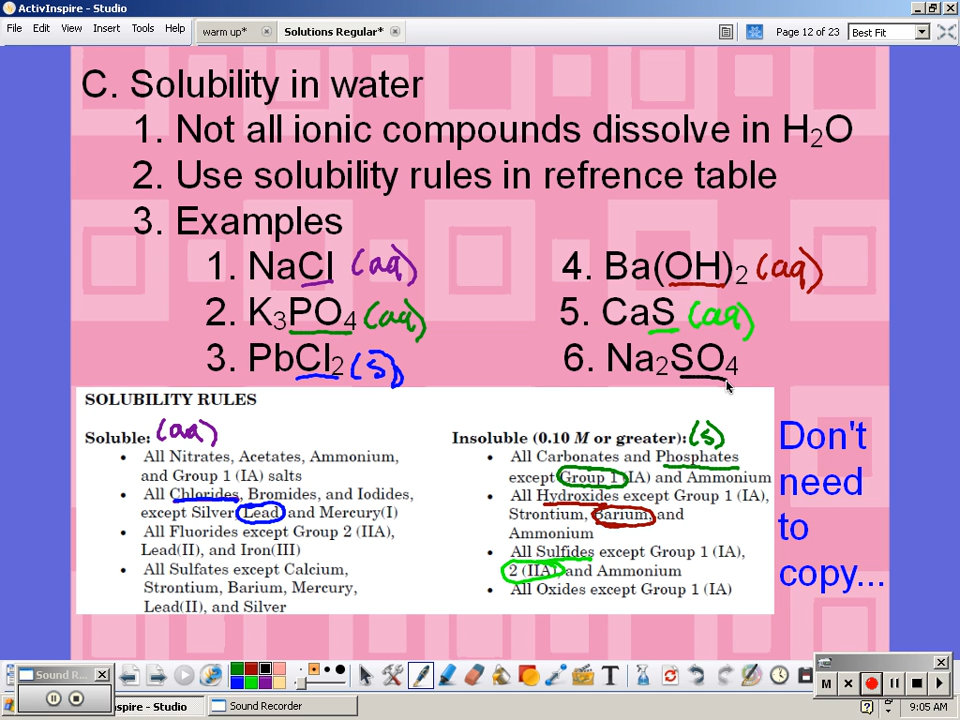 ActivInspire - Studio
File Edit View Insert Tools Help
warm up* Solutions Regular* Page 12 of 23 Best Fit
C. Solubility in water
1. Not all ionic compounds dissolve in H₂O
2. Use solubility rules in refrence table
3. Examples
1. NaCl (aq)
2. K₃PO₄ (aq)
3. PbCl₂ (s)
4. Ba(OH)₂ (aq)
5. CaS (aq)
6. Na₂SO₄
SOLUBILITY RULES
Soluble: (aq)
• All Nitrates, Acetates, Ammonium,
and Group 1 (IA) salts
• All Chlorides, Bromides, and Iodides,
except Silver, Lead, and Mercury(I)
• All Fluorides except Group 2 (IIA),
Lead(II), and Iron(III)
• All Sulfates except Calcium,
Strontium, Barium, Mercury,
Lead(II), and Silver
Insoluble (0.10 M or greater): (s)
• All Carbonates and Phosphates
except Group 1 (IA) and Ammonium
• All Hydroxides except Group 1 (IA),
Strontium, Barium, and
Ammonium
• All Sulfides except Group 1 (IA),
2 (IIA), and Ammonium
• All Oxides except Group 1 (IA)
Don't
need
to
copy...
Sound R...
M
spire - Studio
Sound Recorder
9:05 AM